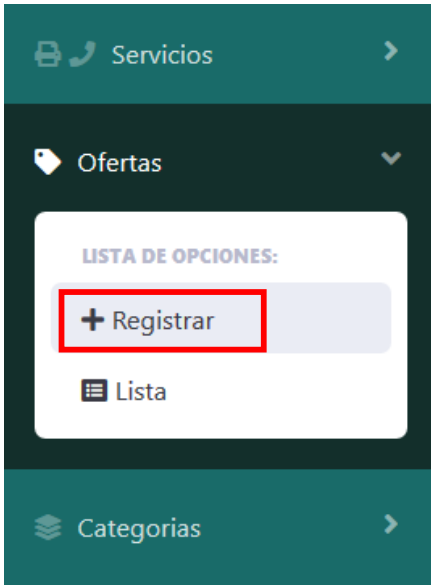 Servicios
Ofertas
LISTA DE OPCIONES:
Registrar
Lista
Categorias